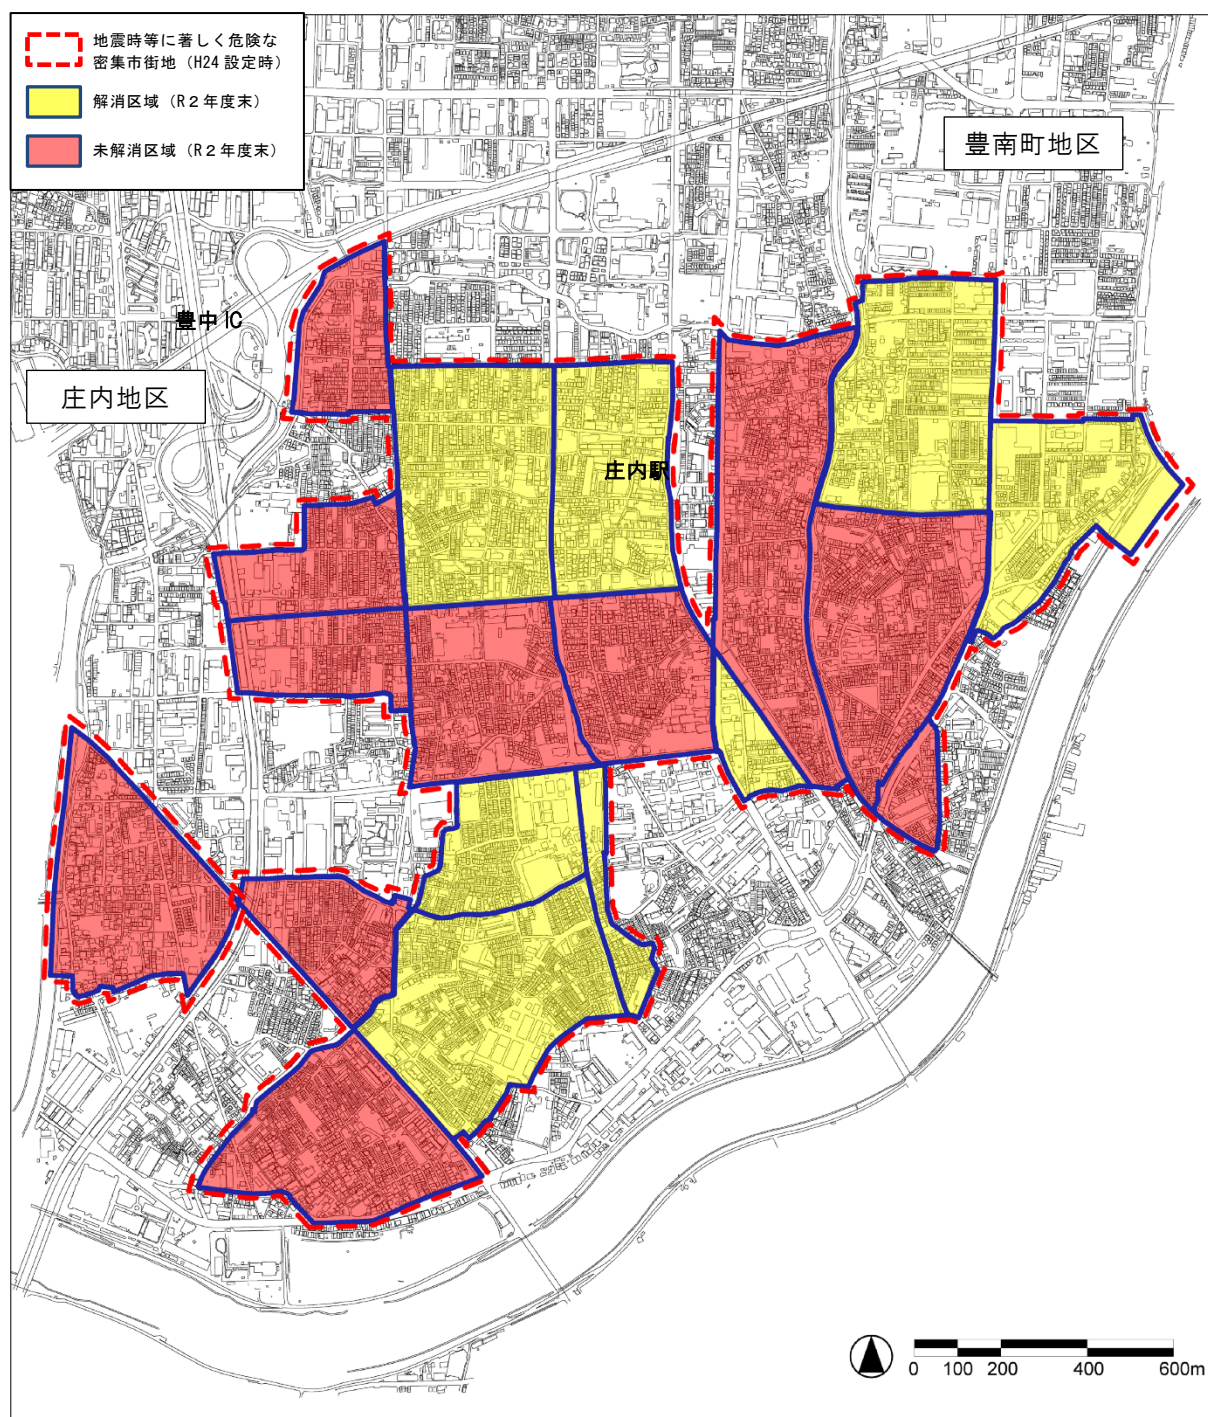 地震時等に著しく危険な
密集市街地（H24 設定時）
解消区域（R２年度末）
未解消区域（R２年度末）
豊南町地区
豊中 IC
庄内地区
庄内駅
0 100 200 400 600m